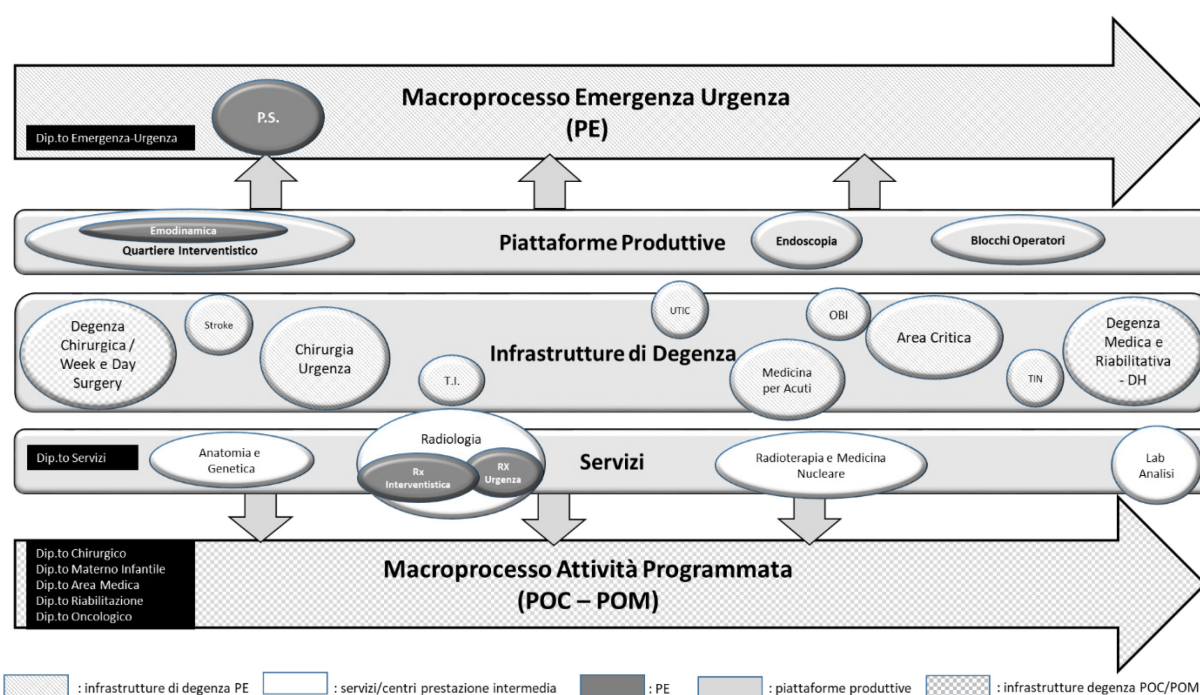 Macroprocesso Emergenza Urgenza
(PE)
P.S.
Dip.to Emergenza-Urgenza
Emodinamica
Quartiere Interventistico
Piattaforme Produttive
Endoscopia
Blocchi Operatori
Degenza
Chirurgica /
Week e Day
Surgery
Stroke
Chirurgia
Urgenza
T.I.
Infrastrutture di Degenza
UTIC
Medicina
per Acuti
OBI
Area Critica
TIN
Degenza
Medica e
Riabilitativa
- DH
Dip.to Servizi
Anatomia e
Genetica
Radiologia
Rx
Interventistica
RX
Urgenza
Servizi
Radioterapia e Medicina
Nucleare
Lab
Analisi
Dip.to Chirurgico
Dip.to Materno Infantile
Dip.to Area Medica
Dip.to Riabilitazione
Dip.to Oncologico
Macroprocesso Attività Programmata
(POC – POM)
: infrastrutture di degenza PE
: servizi/centri prestazione intermedia
: PE
: piattaforme produttive
: infrastrutture degenza POC/POM